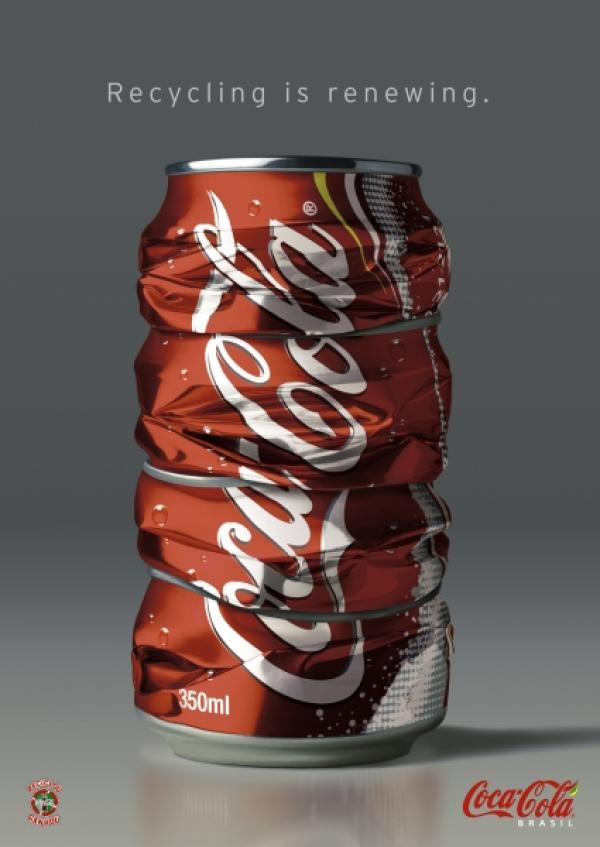 Recycling is renewing.
Coca-Cola
®
350ml
Coca-Cola
BRASIL